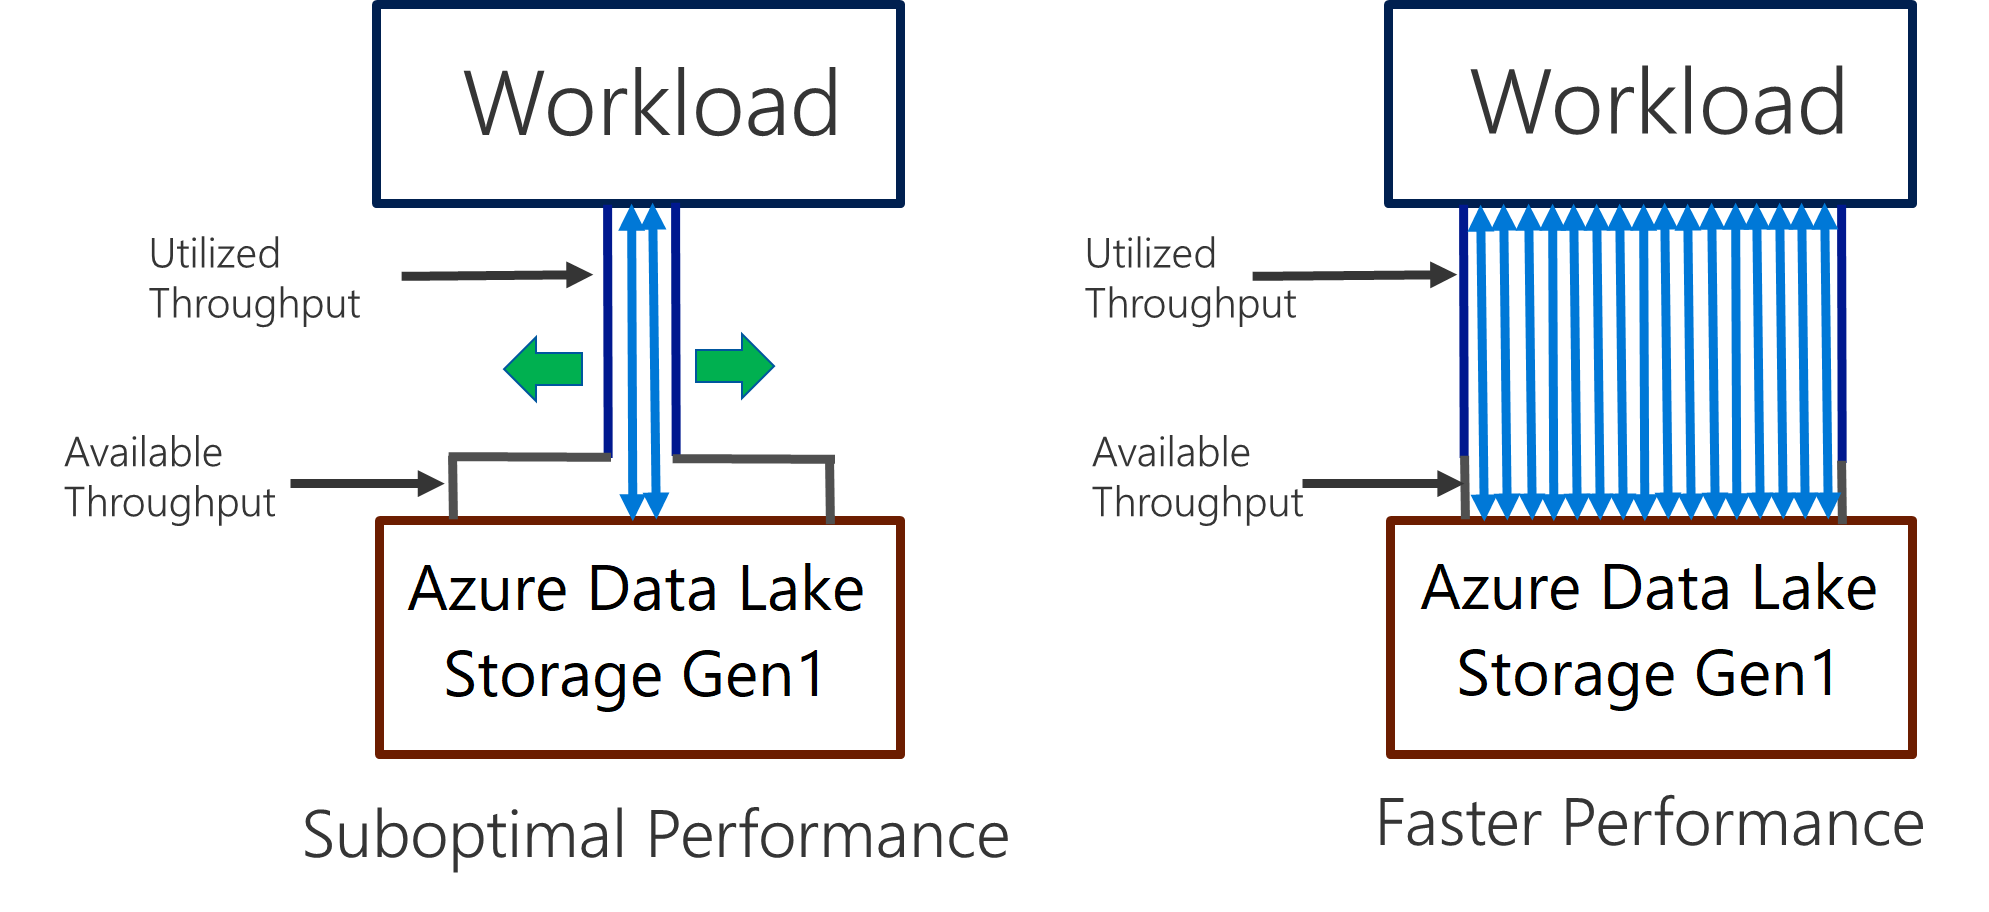 Workload
Utilized
Throughput
Available
Throughput
Azure Data Lake
Storage Gen1
Suboptimal Performance
Workload
Utilized
Throughput
Available
Throughput
Azure Data Lake
Storage Gen1
Faster Performance